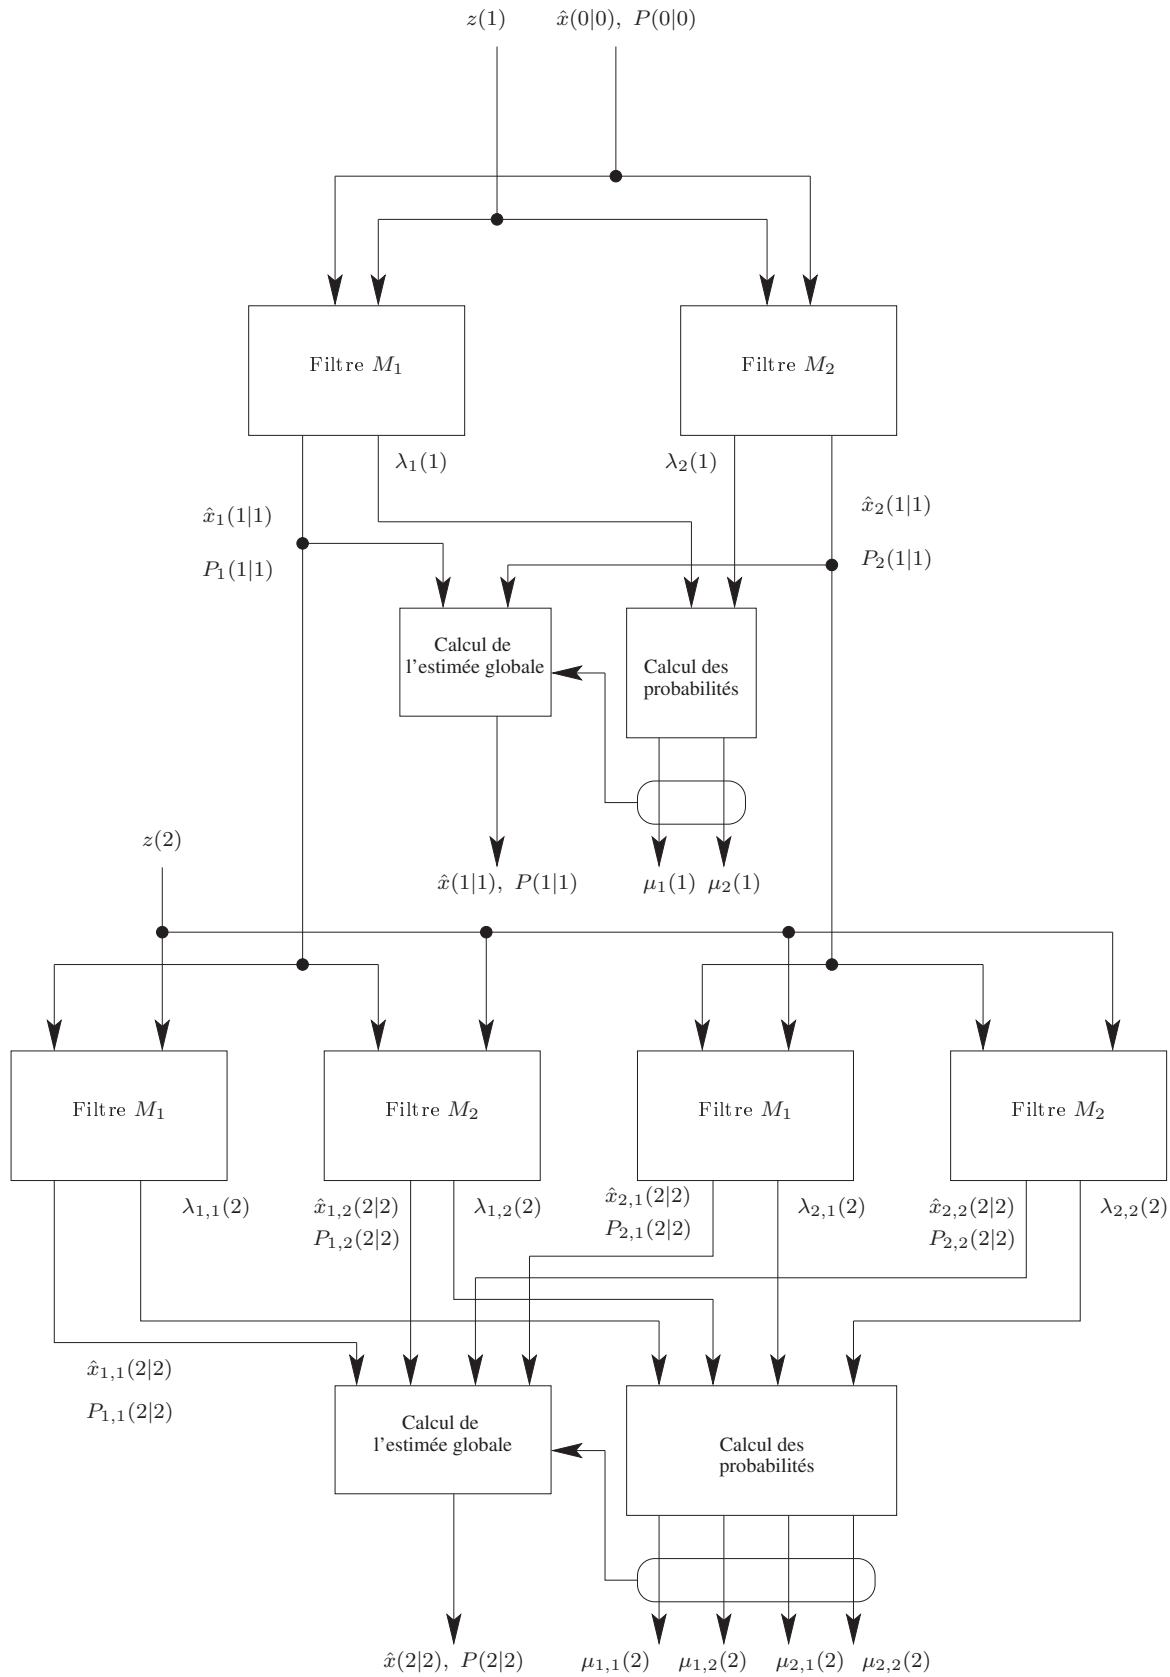 z(1)
x̂(0|0), P(0|0)
Filtre M₁
Filtre M₂
λ₁(1)
λ₂(1)
x̂₁(1|1)
P₁(1|1)
x̂₂(1|1)
P₂(1|1)
Calcul de
l'estimée globale
Calcul des
probabilités
z(2)
x̂(1|1), P(1|1)
μ₁(1)
μ₂(1)
Filtre M₁
Filtre M₂
Filtre M₁
Filtre M₂
λ₁,₁(2)
x̂₁,₂(2|2)
P₁,₂(2|2)
λ₁,₂(2)
x̂₂,₁(2|2)
P₂,₁(2|2)
λ₂,₁(2)
x̂₂,₂(2|2)
P₂,₂(2|2)
λ₂,₂(2)
x̂₁,₁(2|2)
P₁,₁(2|2)
Calcul de
l'estimée globale
Calcul des
probabilités
x̂(2|2), P(2|2)
μ₁,₁(2)
μ₁,₂(2)
μ₂,₁(2)
μ₂,₂(2)